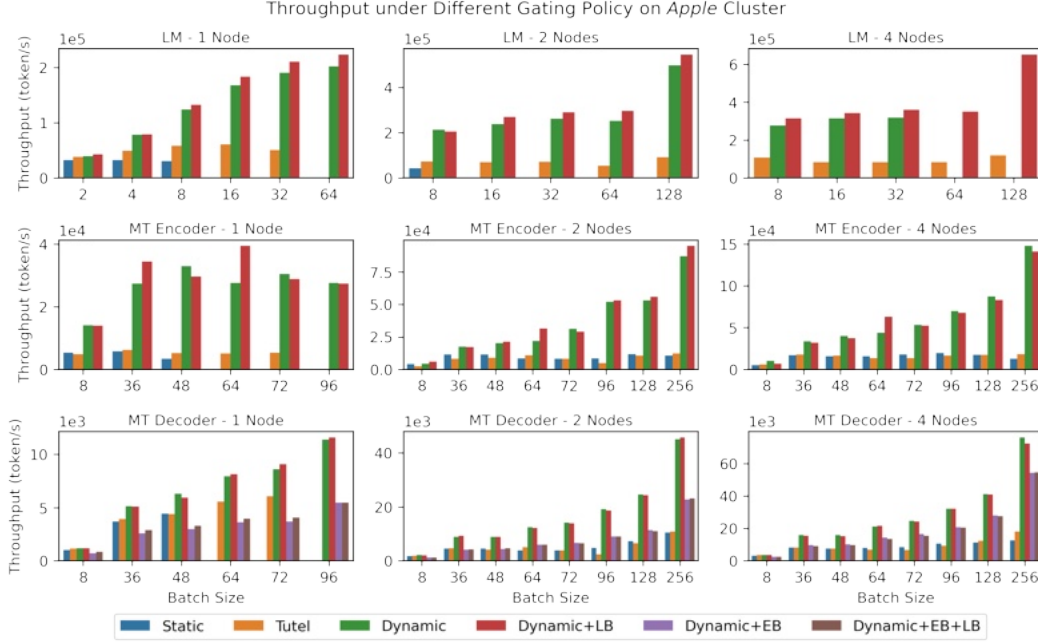 Throughput under Different Gating Policy on Apple Cluster
LM - 1 Node
LM - 2 Nodes
LM - 4 Nodes
1e5
1e5
1e5
Throughput (token/s)
2
1
0
4
2
0
6
4
2
0
2 4 8 16 32 64
8 16 32 64 128
8 16 32 64 128
MT Encoder - 1 Node
MT Encoder - 2 Nodes
MT Encoder - 4 Nodes
1e4
1e4
1e4
Throughput (token/s)
4
2
0
7.5
5.0
2.5
0.0
15
10
5
0
8 36 48 64 72 96
8 36 48 64 72 96 128 256
8 36 48 64 72 96 128 256
MT Decoder - 1 Node
MT Decoder - 2 Nodes
MT Decoder - 4 Nodes
1e3
1e3
1e3
Throughput (token/s)
10
5
0
40
20
0
60
40
20
0
8 36 48 64 72 96
8 36 48 64 72 96 128 256
8 36 48 64 72 96 128 256
Batch Size
Batch Size
Batch Size
Static Tutel Dynamic Dynamic+LB Dynamic+EB Dynamic+EB+LB